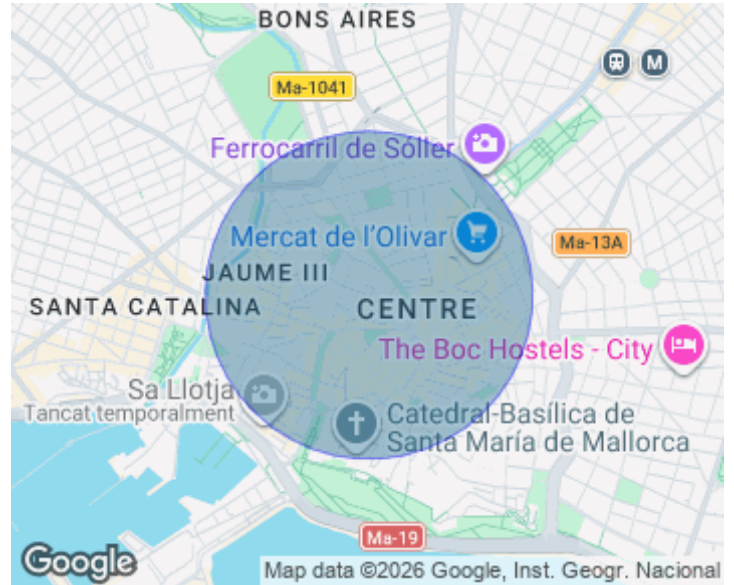 BONS AIRES
M
Ma-1041
Ferrocarril de Sóller
Mercat de l'Olivar
Ma-13A
JAUME III
SANTA CATALINA
CENTRE
The Boc Hostels - City
Sa Llotja
Tancat temporalment
Catedral-Basílica de
Santa María de Mallorca
Ma-19
Google
Map data ©2026 Google, Inst. Geogr. Nacional